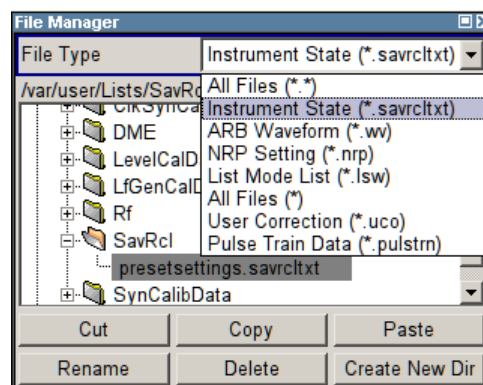 File Manager
File Type Instrument State (*.savrcltxt)
/var/user/Lists/SavRc
All Files (*.*)
Instrument State (*.savrcltxt)
ARB Waveform (*.wv)
NRP Setting (*.nrp)
List Mode List (*.lsw)
All Files (*)
User Correction (*.uco)
Pulse Train Data (*.pulstrn)
ClkSynCa
DME
LevelCalD
LfGenCalD
Rf
SavRcl
presetsettings.savrcltxt
SynCalibData
Cut Copy Paste
Rename Delete Create New Dir